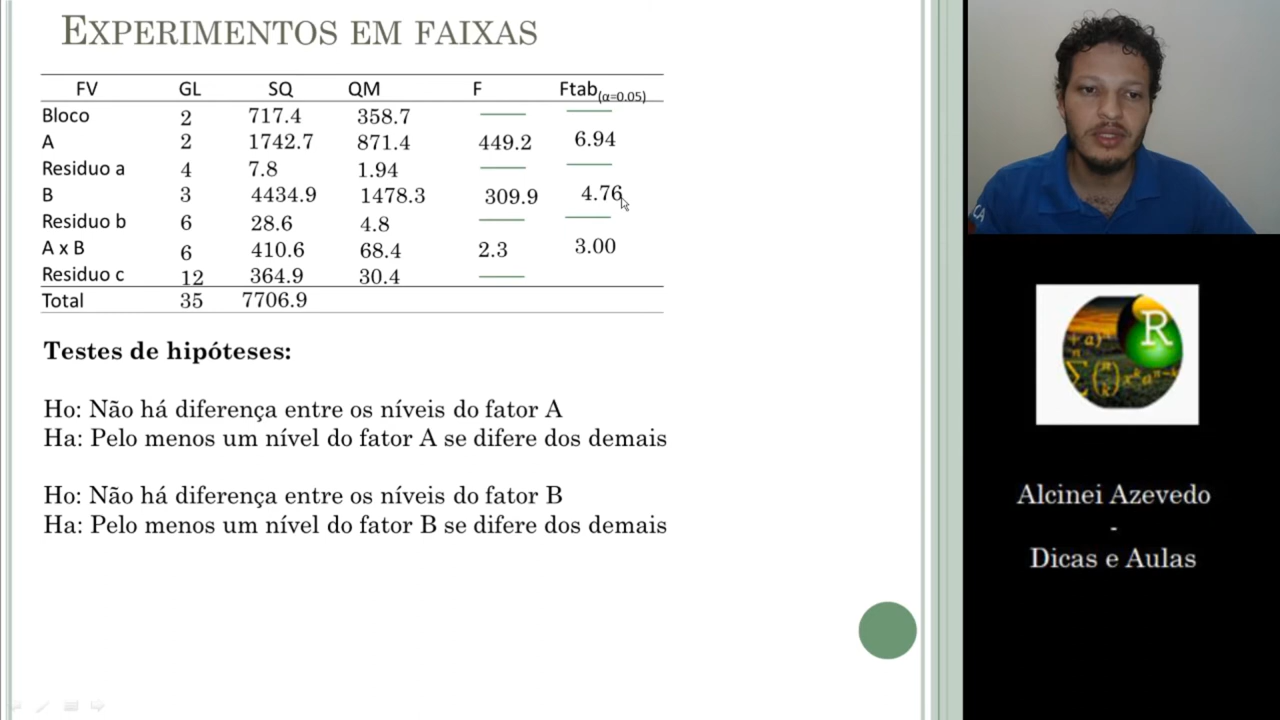 EXPERIMENTOS EM FAIXAS
FV GL SQ QM F Ftab(α=0.05)
Bloco 2 717.4 358.7
A 2 1742.7 871.4 449.2 6.94
Residuo a 4 7.8 1.94
B 3 4434.9 1478.3 309.9 4.76
Residuo b 6 28.6 4.8
A x B 6 410.6 68.4 2.3 3.00
Residuo c 12 364.9 30.4
Total 35 7706.9
Testes de hipóteses:
Ho: Não há diferença entre os níveis do fator A
Ha: Pelo menos um nível do fator A se difere dos demais
Ho: Não há diferença entre os níveis do fator B
Ha: Pelo menos um nível do fator B se difere dos demais
R
Alcinei Azevedo
-
Dicas e Aulas